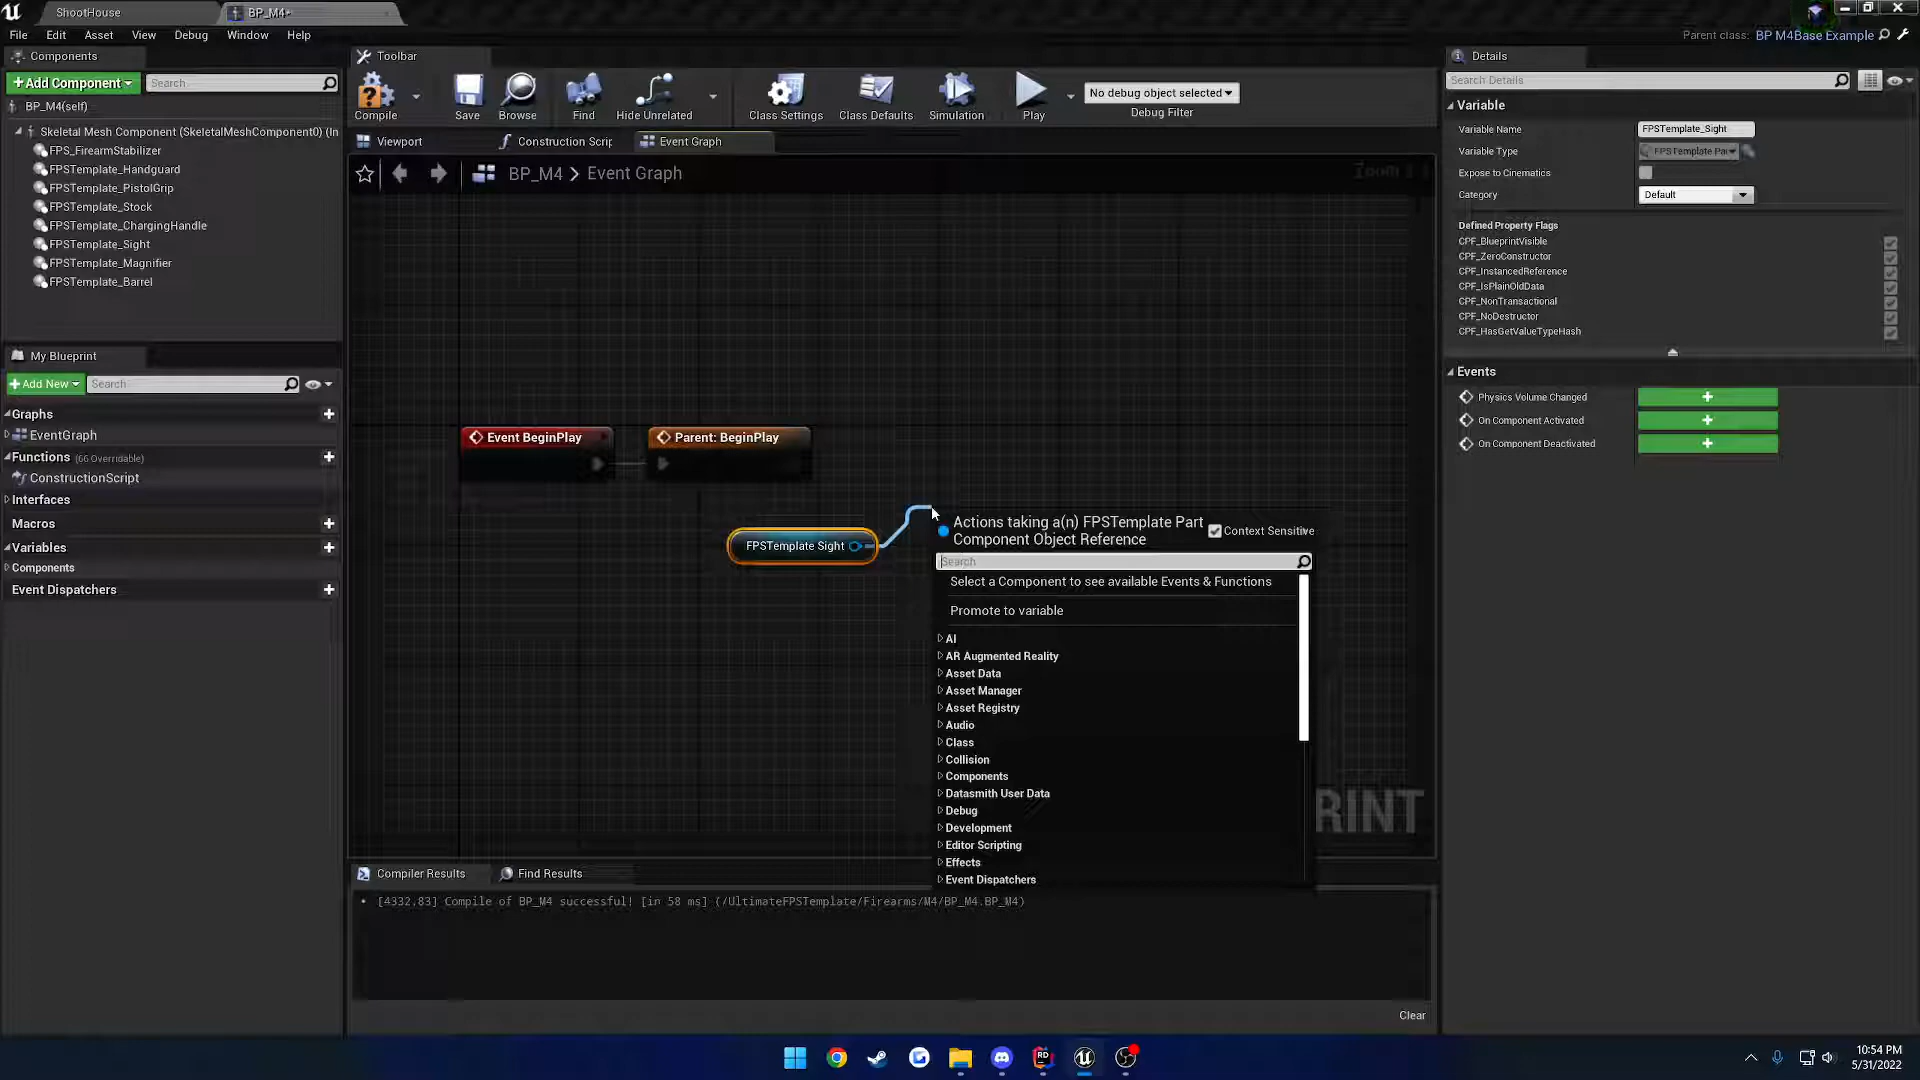 ShootHouse
BP_M4*
File Edit Asset View Debug Window Help
Parent class: BP M4Base Example
Components
+Add Component
Search
BP_M4(self)
Skeletal Mesh Component (SkeletalMeshComponent0) (In
FPS_FirearmStabilizer
FPSTemplate_Handguard
FPSTemplate_PistolGrip
FPSTemplate_Stock
FPSTemplate_ChargingHandle
FPSTemplate_Sight
FPSTemplate_Magnifier
FPSTemplate_Barrel
My Blueprint
+Add New
Search
Graphs
EventGraph
Functions (66 Overridable)
ConstructionScript
Interfaces
Macros
Variables
Components
Event Dispatchers
Toolbar
Compile
Save
Browse
Find
Hide Unrelated
Class Settings
Class Defaults
Simulation
Play
No debug object selected
Debug Filter
Viewport
Construction Scrip
Event Graph
BP_M4 > Event Graph
Event BeginPlay
Parent: BeginPlay
FPSTemplate Sight
Actions taking a(n) FPSTemplate Part
Component Object Reference
Context Sensitive
Search
Select a Component to see available Events & Functions
Promote to variable
AI
AR Augmented Reality
Asset Data
Asset Manager
Asset Registry
Audio
Class
Collision
Components
Datasmith User Data
Debug
Development
Editor Scripting
Effects
Event Dispatchers
RINT
Compiler Results
Find Results
[4332.83] Compile of BP_M4 successful! [in 58 ms] (/UltimateFPSTemplate/Firearms/M4/BP_M4.BP_M4)
Clear
Details
Search Details
Variable
Variable Name
FPSTemplate_Sight
Variable Type
FPSTemplate Par
Expose to Cinematics
Category
Default
Defined Property Flags
CPF_BlueprintVisible
CPF_ZeroConstructor
CPF_InstancedReference
CPF_IsPlainOldData
CPF_NonTransactional
CPF_NoDestructor
CPF_HasGetValueTypeHash
Events
Physics Volume Changed
On Component Activated
On Component Deactivated
10:54 PM
5/31/2022